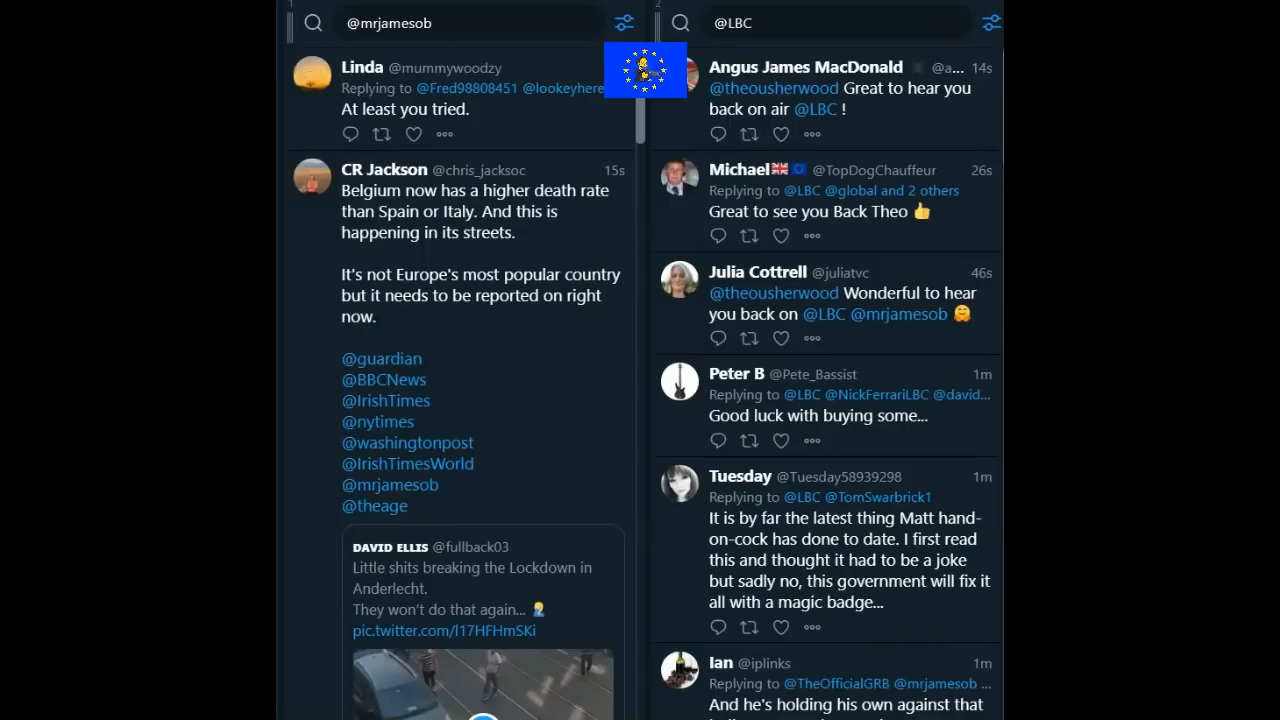 1
@mrjamesob
Linda @mummywoodzy
Replying to @Fred98808451 @lookeyhere
At least you tried.
CR Jackson @chris_jacksoc 15s
Belgium now has a higher death rate
than Spain or Italy. And this is
happening in its streets.
It's not Europe's most popular country
but it needs to be reported on right
now.
@guardian
@BBCNews
@IrishTimes
@nytimes
@washingtonpost
@IrishTimesWorld
@mrjamesob
@theage
DAVID ELLIS @fullback03
Little shits breaking the Lockdown in
Anderlecht.
They won't do that again...
pic.twitter.com/l17HFHmSKi
2
@LBC
Angus James MacDonald @a... 14s
@theousherwood Great to hear you
back on air @LBC !
Michael @TopDogChauffeur 26s
Replying to @LBC @global and 2 others
Great to see you Back Theo
Julia Cottrell @juliatvc 46s
@theousherwood Wonderful to hear
you back on @LBC @mrjamesob
Peter B @Pete_Bassist 1m
Replying to @LBC @NickFerrariLBC @david...
Good luck with buying some...
Tuesday @Tuesday58939298 1m
Replying to @LBC @TomSwarbrick1
It is by far the latest thing Matt hand-
on-cock has done to date. I first read
this and thought it had to be a joke
but sadly no, this government will fix it
all with a magic badge...
Ian @iplinks 1m
Replying to @TheOfficialGRB @mrjamesob ...
And he's holding his own against that